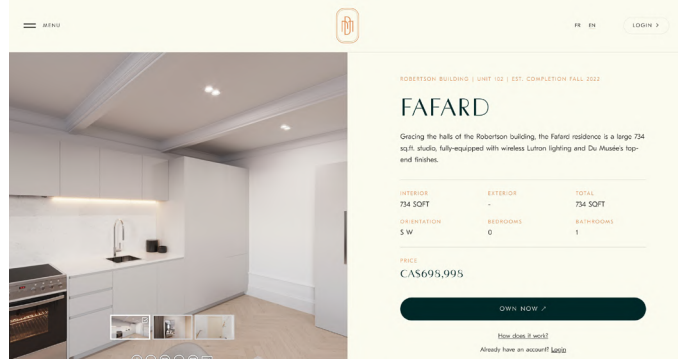 MENU
FR EN
LOGIN >
ROBERTSON BUILDING | UNIT 102 | EST. COMPLETION FALL 2022
FAFARD
Gracing the halls of the Robertson building, the Fafard residence is a large 734
sq.ft. studio, fully-equipped with wireless Lutron lighting and Du Musée's top-
end finishes.
INTERIOR EXTERIOR TOTAL
734 SQFT - 734 SQFT
ORIENTATION BEDROOMS BATHROOMS
S W 0 1
PRICE
CA$698,998
OWN NOW ↗
How does it work?
Already have an account? Login